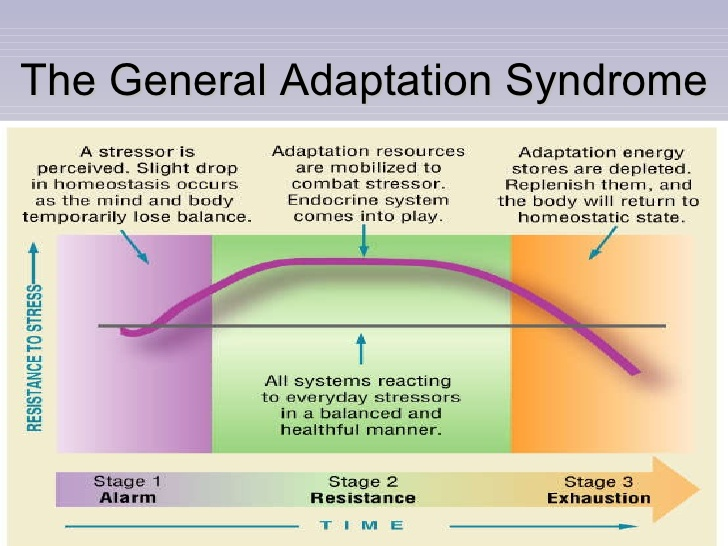 The General Adaptation Syndrome
A stressor is
perceived. Slight drop
in homeostasis occurs
as the mind and body
temporarily lose balance.
Adaptation resources
are mobilized to
combat stressor.
Endocrine system
comes into play.
Adaptation energy
stores are depleted.
Replenish them, and
the body will return to
homeostatic state.
RESISTANCE TO STRESS
All systems reacting
to everyday stressors
in a balanced and
healthful manner.
Stage 1
Alarm
Stage 2
Resistance
Stage 3
Exhaustion
TIME